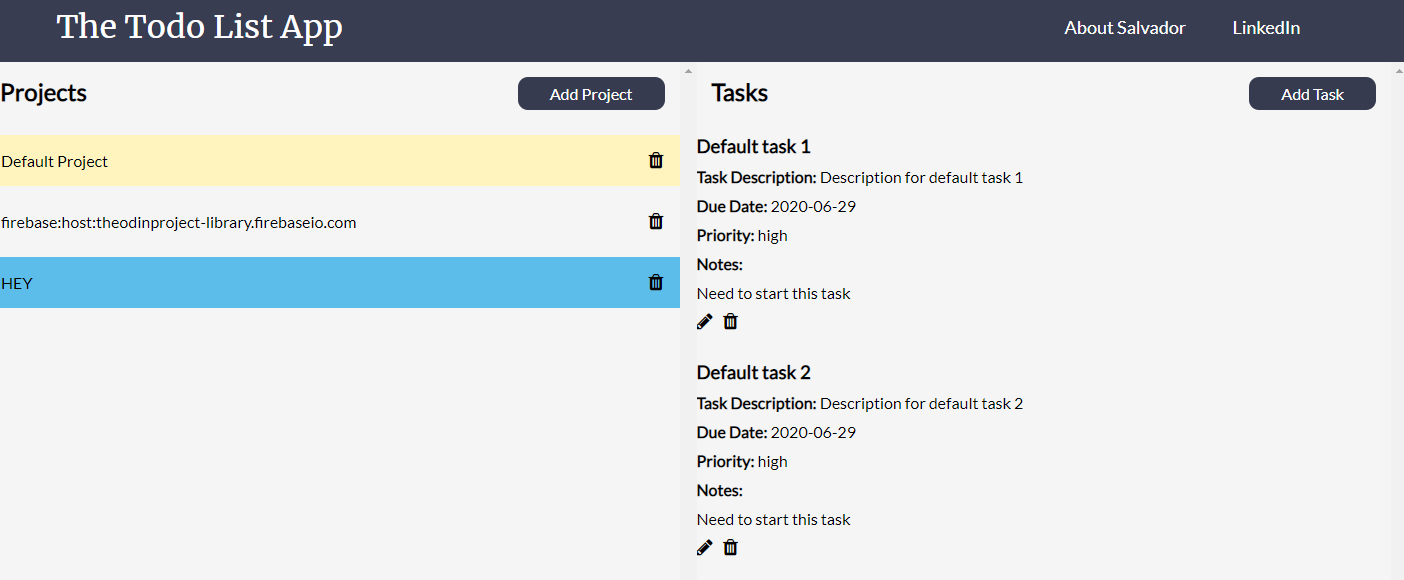 The Todo List App
About Salvador
LinkedIn
Projects
Add Project
Default Project
firebase:host:theodinproject-library.firebaseio.com
HEY
Tasks
Add Task
Default task 1
Task Description: Description for default task 1
Due Date: 2020-06-29
Priority: high
Notes:
Need to start this task
Default task 2
Task Description: Description for default task 2
Due Date: 2020-06-29
Priority: high
Notes:
Need to start this task